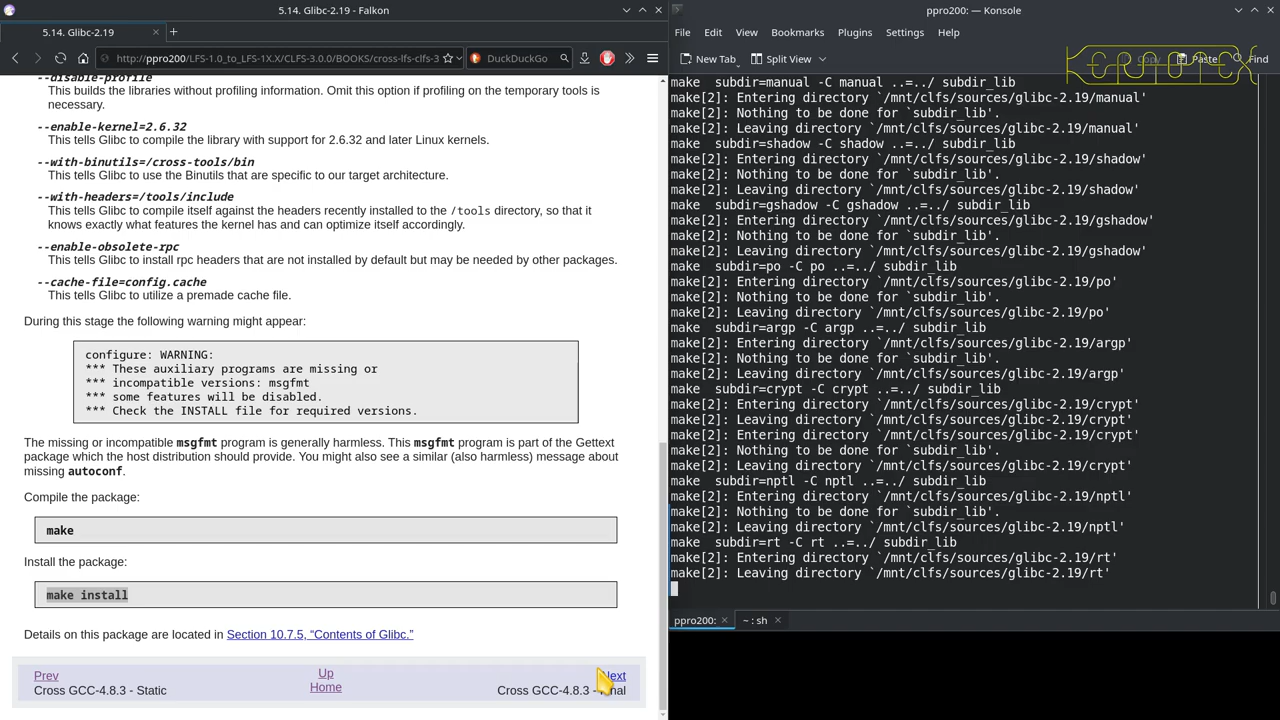 5.14. Glibc-2.19 - Falkon
5.14. Glibc-2.19
http://ppro200/LFS-1.0_to_LFS-1X.X/CLFS-3.0.0/BOOKS/cross-lfs-clfs-3
DuckDuckGo
--disable-profile
This builds the libraries without profiling information. Omit this option if profiling on the temporary tools is
necessary.
--enable-kernel=2.6.32
This tells Glibc to compile the library with support for 2.6.32 and later Linux kernels.
--with-binutils=/cross-tools/bin
This tells Glibc to use the Binutils that are specific to our target architecture.
--with-headers=/tools/include
This tells Glibc to compile itself against the headers recently installed to the /tools directory, so that it
knows exactly what features the kernel has and can optimize itself accordingly.
--enable-obsolete-rpc
This tells Glibc to install rpc headers that are not installed by default but may be needed by other packages.
--cache-file=config.cache
This tells Glibc to utilize a premade cache file.
During this stage the following warning might appear:
configure: WARNING:
*** These auxiliary programs are missing or
*** incompatible versions: msgfmt
*** some features will be disabled.
*** Check the INSTALL file for required versions.
The missing or incompatible msgfmt program is generally harmless. This msgfmt program is part of the Gettext
package which the host distribution should provide. You might also see a similar (also harmless) message about
missing autoconf.
Compile the package:
make
Install the package:
make install
Details on this package are located in Section 10.7.5, “Contents of Glibc.”
Prev
Up
Next
Cross GCC-4.8.3 - Static
Home
Cross GCC-4.8.3 - Final
ppro200: — Konsole
File Edit View Bookmarks Plugins Settings Help
New Tab Split View Copy Paste Find
make  subdir=manual -C manual ..=../ subdir_lib
make[2]: Entering directory `/mnt/clfs/sources/glibc-2.19/manual'
make[2]: Nothing to be done for `subdir_lib'.
make[2]: Leaving directory `/mnt/clfs/sources/glibc-2.19/manual'
make  subdir=shadow -C shadow ..=../ subdir_lib
make[2]: Entering directory `/mnt/clfs/sources/glibc-2.19/shadow'
make[2]: Nothing to be done for `subdir_lib'.
make[2]: Leaving directory `/mnt/clfs/sources/glibc-2.19/shadow'
make  subdir=gshadow -C gshadow ..=../ subdir_lib
make[2]: Entering directory `/mnt/clfs/sources/glibc-2.19/gshadow'
make[2]: Nothing to be done for `subdir_lib'.
make[2]: Leaving directory `/mnt/clfs/sources/glibc-2.19/gshadow'
make  subdir=po -C po ..=../ subdir_lib
make[2]: Entering directory `/mnt/clfs/sources/glibc-2.19/po'
make[2]: Nothing to be done for `subdir_lib'.
make[2]: Leaving directory `/mnt/clfs/sources/glibc-2.19/po'
make  subdir=argp -C argp ..=../ subdir_lib
make[2]: Entering directory `/mnt/clfs/sources/glibc-2.19/argp'
make[2]: Nothing to be done for `subdir_lib'.
make[2]: Leaving directory `/mnt/clfs/sources/glibc-2.19/argp'
make  subdir=crypt -C crypt ..=../ subdir_lib
make[2]: Entering directory `/mnt/clfs/sources/glibc-2.19/crypt'
make[2]: Leaving directory `/mnt/clfs/sources/glibc-2.19/crypt'
make[2]: Entering directory `/mnt/clfs/sources/glibc-2.19/crypt'
make[2]: Nothing to be done for `subdir_lib'.
make[2]: Leaving directory `/mnt/clfs/sources/glibc-2.19/crypt'
make  subdir=nptl -C nptl ..=../ subdir_lib
make[2]: Entering directory `/mnt/clfs/sources/glibc-2.19/nptl'
make[2]: Nothing to be done for `subdir_lib'.
make[2]: Leaving directory `/mnt/clfs/sources/glibc-2.19/nptl'
make  subdir=rt -C rt ..=../ subdir_lib
make[2]: Entering directory `/mnt/clfs/sources/glibc-2.19/rt'
make[2]: Leaving directory `/mnt/clfs/sources/glibc-2.19/rt'
ppro200:
~ : sh